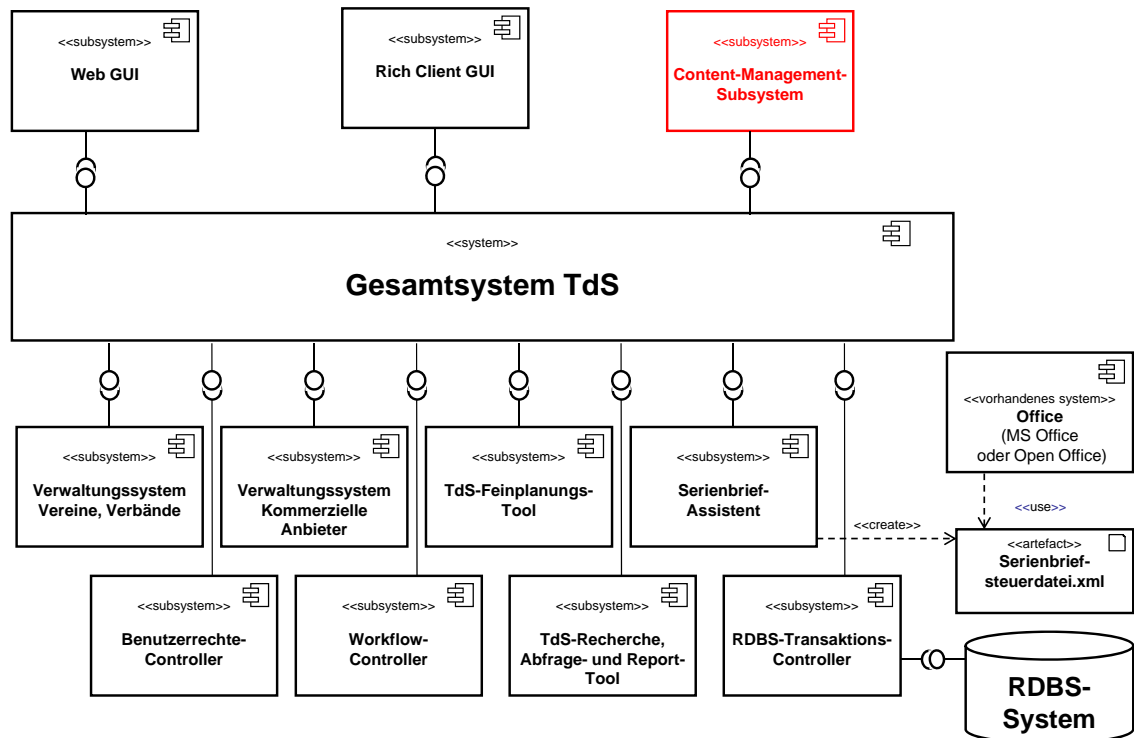 <<subsystem>>
Web GUI
<<subsystem>>
Rich Client GUI
<<subsystem>>
Content-Management-
Subsystem
<<system>>
Gesamtsystem TdS
<<subsystem>>
Verwaltungssystem
Vereine, Verbände
<<subsystem>>
Verwaltungssystem
Kommerzielle
Anbieter
<<subsystem>>
TdS-Feinplanungs-
Tool
<<subsystem>>
Serienbrief-
Assistent
<<vorhandenes system>>
Office
(MS Office
oder Open Office)
<<use>>
<<create>>
<<artefact>>
Serienbrief-
steuerdatei.xml
<<subsystem>>
Benutzerrechte-
Controller
<<subsystem>>
Workflow-
Controller
<<subsystem>>
TdS-Recherche,
Abfrage- und Report-
Tool
<<subsystem>>
RDBS-Transaktions-
Controller
RDBS-
System